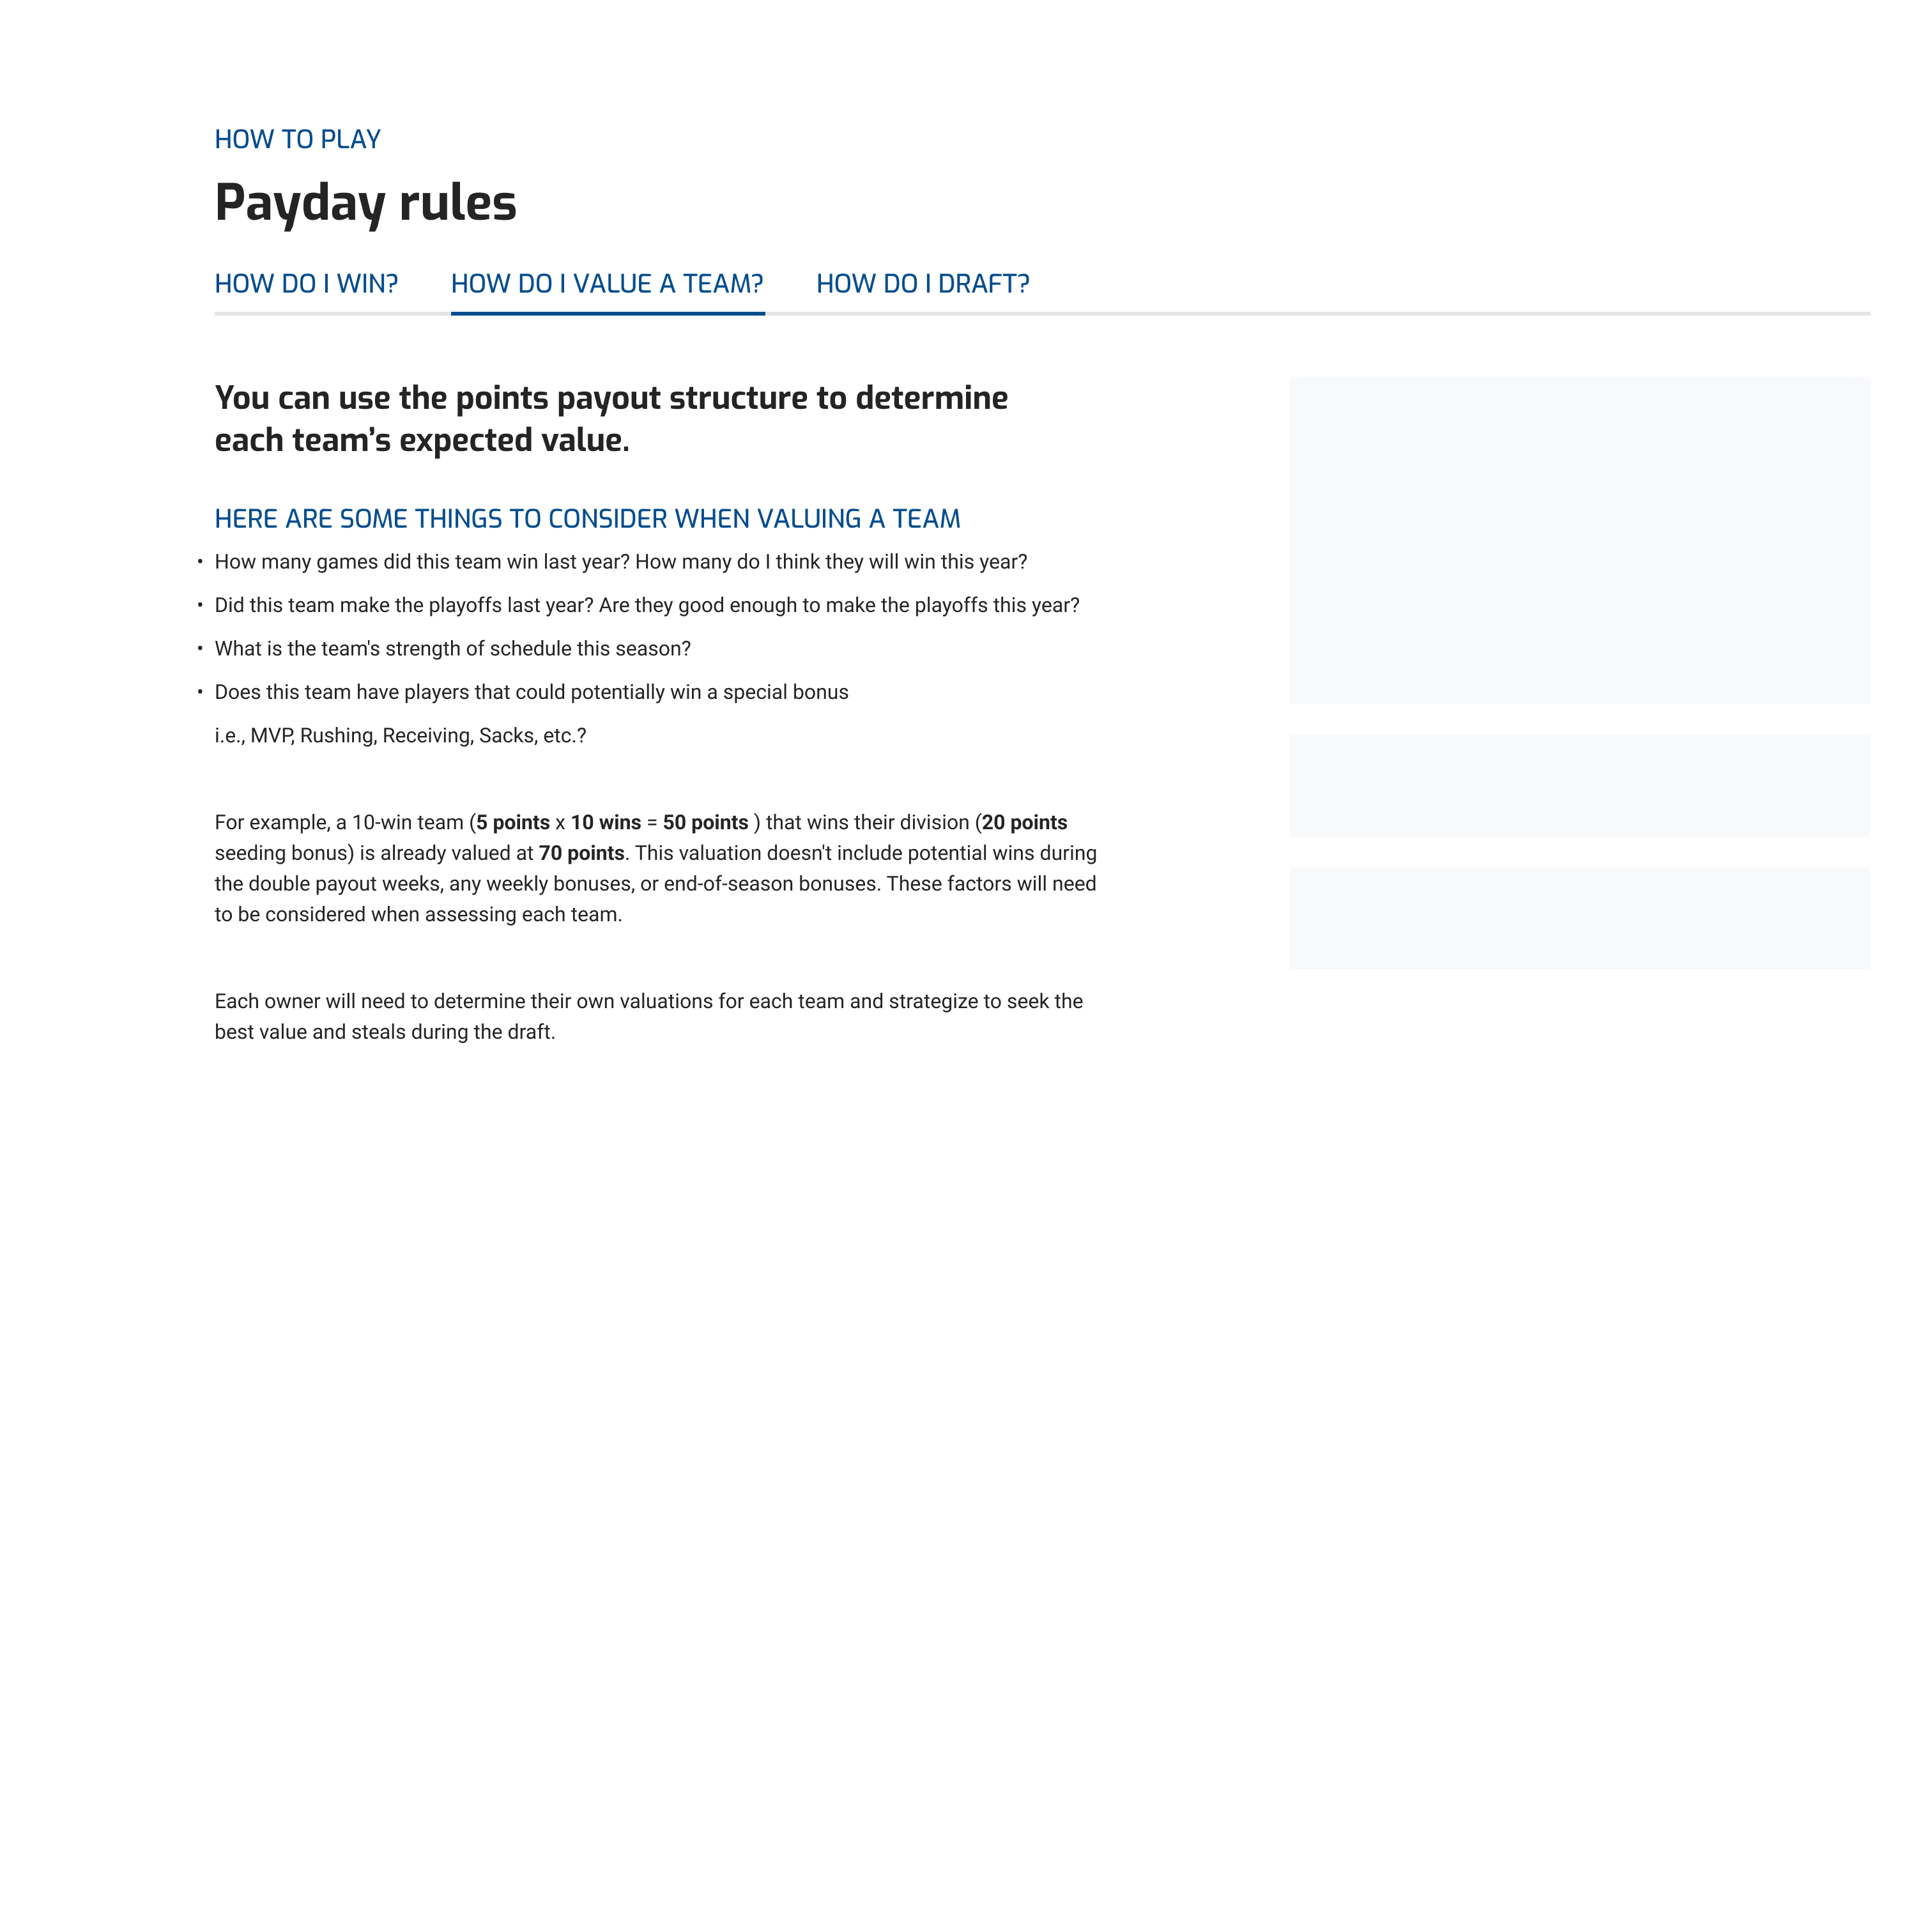 HOW TO PLAY
Payday rules
HOW DO I WIN? HOW DO I VALUE A TEAM? HOW DO I DRAFT?
You can use the points payout structure to determine
each team’s expected value.
HERE ARE SOME THINGS TO CONSIDER WHEN VALUING A TEAM
• How many games did this team win last year? How many do I think they will win this year?
• Did this team make the playoffs last year? Are they good enough to make the playoffs this year?
• What is the team's strength of schedule this season?
• Does this team have players that could potentially win a special bonus
i.e., MVP, Rushing, Receiving, Sacks, etc.?
For example, a 10-win team (5 points x 10 wins = 50 points ) that wins their division (20 points
seeding bonus) is already valued at 70 points. This valuation doesn't include potential wins during
the double payout weeks, any weekly bonuses, or end-of-season bonuses. These factors will need
to be considered when assessing each team.
Each owner will need to determine their own valuations for each team and strategize to seek the
best value and steals during the draft.